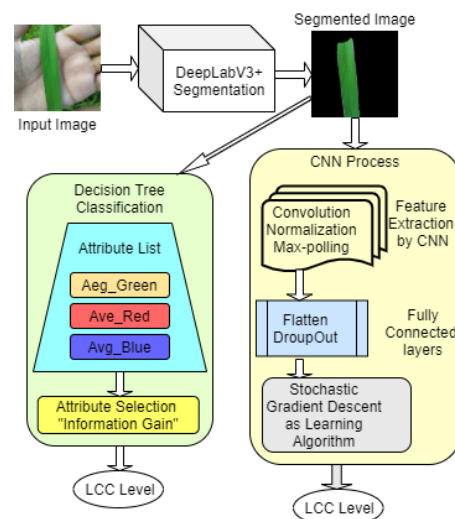 Segmented Image
DeepLabV3+
Segmentation
Input Image
Decision Tree
Classification
Attribute List
Aeg_Green
Ave_Red
Avg_Blue
Attribute Selection
"Information Gain"
LCC Level
CNN Process
Convolution
Normalization
Max-polling
Feature
Extraction
by CNN
Flatten
DroupOut
Fully
Connected
layers
Stochastic
Gradient Descent
as Learning
Algorithm
LCC Level